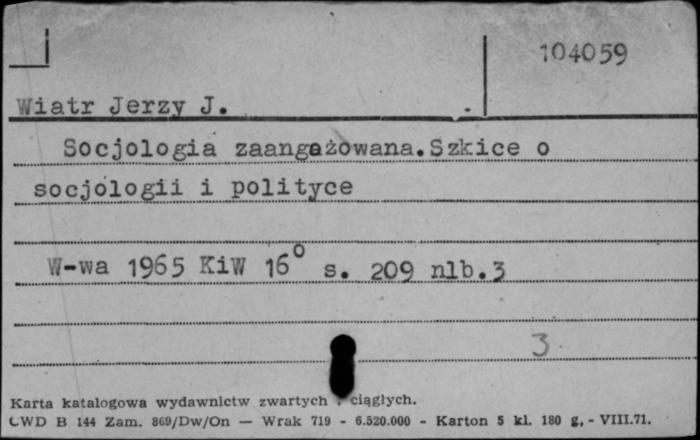 104059
Wiatr Jerzy J.
Socjologia zaangażowana.Szkice o
socjologii i polityce
W-wa 1965 KiW 16° s. 209 nlb.3
3
Karta katalogowa wydawnictw zwartych i ciągłych.
CWD B 144 Zam. 869/Dw/On — Wrak 719 - 6.520.000 - Karton 5 kl. 180 g, - VIII.71.